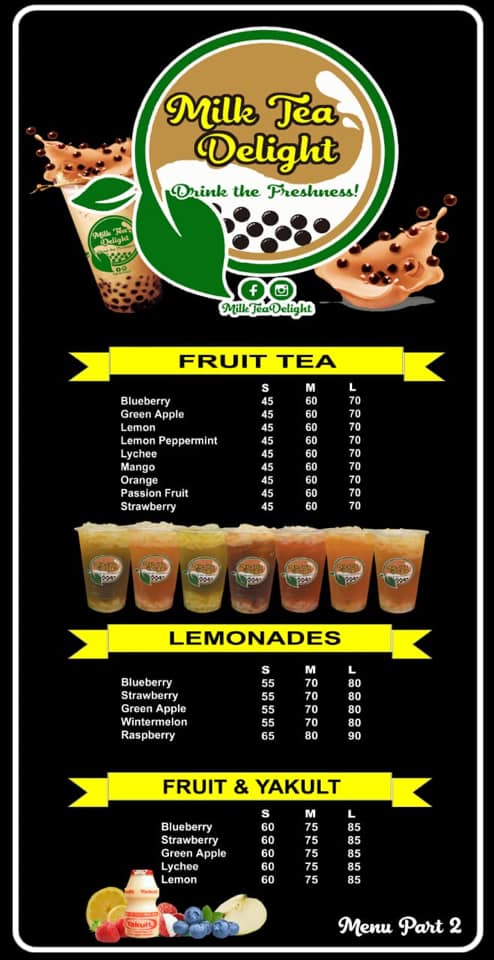 Milk Tea
Delight
Drink the Freshness!
Milk Tea
Delight
MilkTeaDelight
FRUIT TEA
S M L
Blueberry 45 60 70
Green Apple 45 60 70
Lemon 45 60 70
Lemon Peppermint 45 60 70
Lychee 45 60 70
Mango 45 60 70
Orange 45 60 70
Passion Fruit 45 60 70
Strawberry 45 60 70
LEMONADES
S M L
Blueberry 55 70 80
Strawberry 55 70 80
Green Apple 55 70 80
Wintermelon 55 70 80
Raspberry 65 80 90
FRUIT & YAKULT
S M L
Blueberry 60 75 85
Strawberry 60 75 85
Green Apple 60 75 85
Lychee 60 75 85
Lemon 60 75 85
Yakult
Menu Part 2